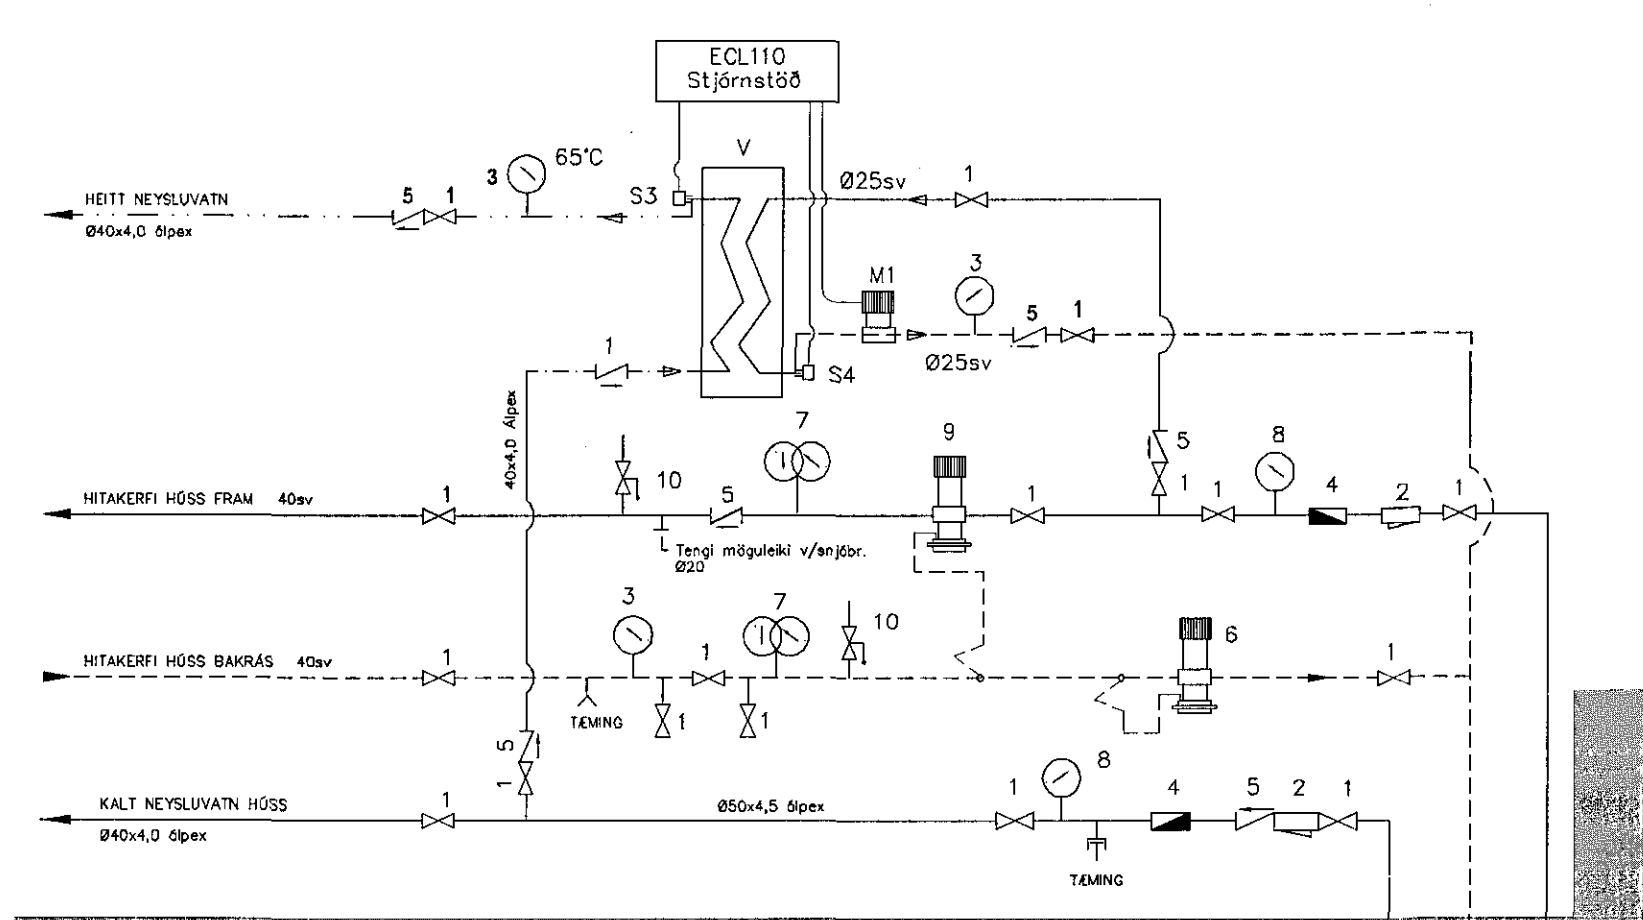 ECL110
Stjórnstöð
V
65°C
3
1
HEITT NEYSLUVATN
5
1
S3
Ø25sv
Ø40x4,0 álpex
M1
3
5
1
1
Ø25sv
S4
40x4,0 Álpex
7
9
5
8
HITAKERFI HÚSS FRAM 40sv
1
10
5
1
1
1
4
2
1
Tengi möguleiki v/snjóbr.
Ø20
3
7
10
6
HITAKERFI HÚSS BAKRÁS 40sv
1
1
1
TÆMING
1
1
5
1
8
KALT NEYSLUVATN HÚSS
1
Ø50x4,5 álpex
1
4
5
2
1
Ø40x4,0 álpex
TÆMING